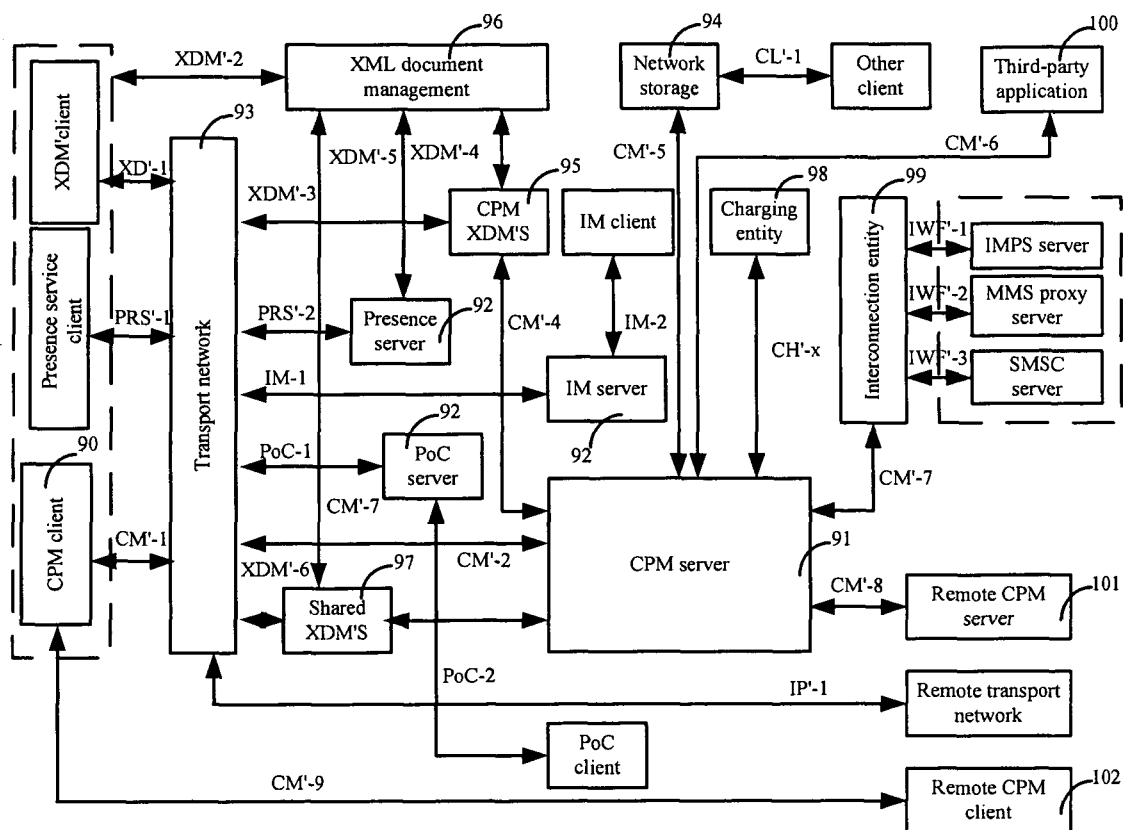 96
94
100
XDM'-2
XML document
management
Network
storage
CL'-1
Other
client
Third-party
application
XDM'client
93
XD'-1
XDM'-5
XDM'-4
CM'-5
CM'-6
95
XDM'-3
CPM
XDM'S
IM client
98
Charging
entity
99
Interconnection entity
IWF'-1
IMPS server
IWF'-2
MMS proxy
server
IWF'-3
SMSC
server
Presence service
client
PRS'-1
Transport network
PRS'-2
Presence
server
92
CM'-4
IM-2
CH'-x
IM-1
IM server
92
92
PoC-1
PoC
server
CM'-7
CM'-7
90
CPM client
CM'-1
CM'-2
CPM server
91
XDM'-6
97
Shared
XDM'S
CM'-8
Remote CPM
server
101
PoC-2
IP'-1
Remote transport
network
PoC
client
CM'-9
Remote CPM
client
102